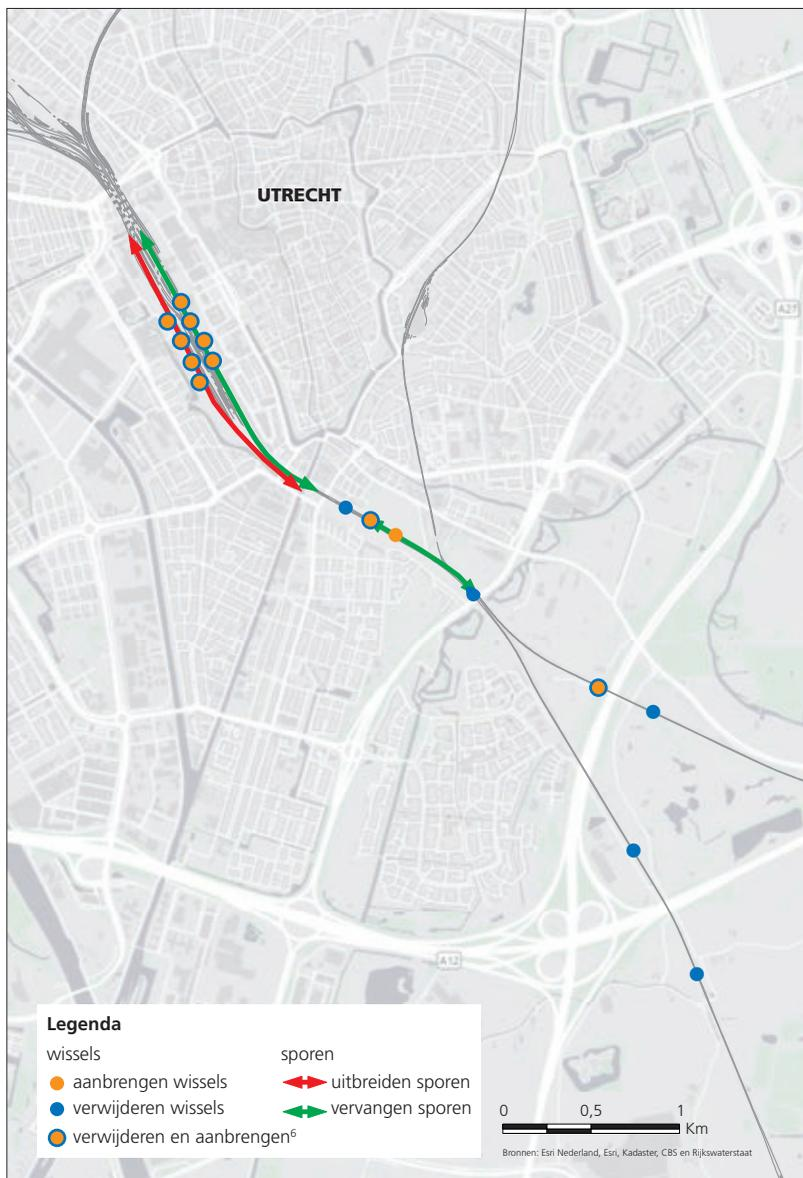 UTRECHT
A27
A12
Legenda
wissels
aanbrengen wissels
verwijderen wissels
verwijderen en aanbrengen⁶
sporen
uitbreiden sporen
vervangen sporen
0 0,5 1
Km
Bronnen: Esri Nederland, Esri, Kadaster, CBS en Rijkswaterstaat